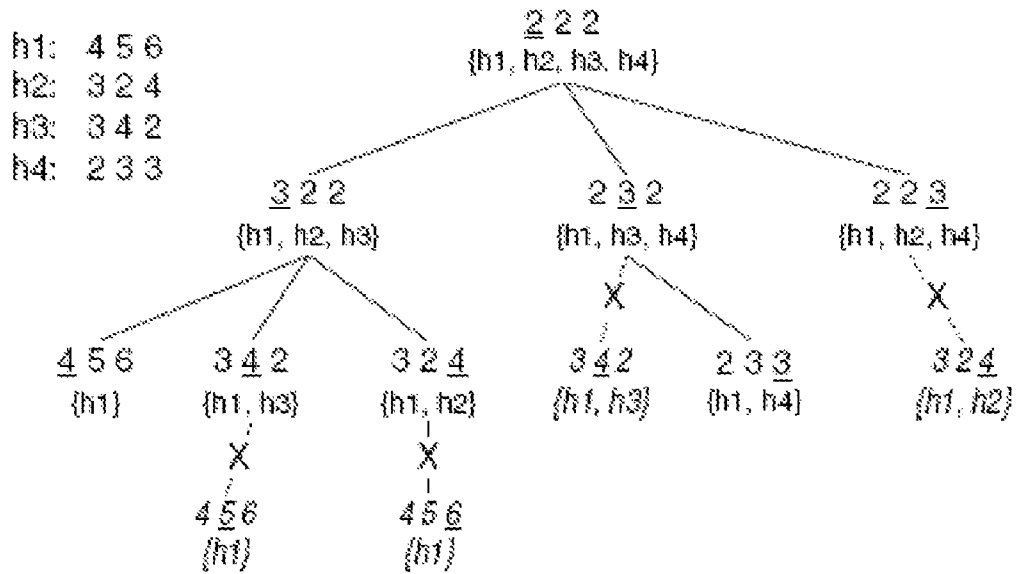 h1: 4 5 6
h2: 3 2 4
h3: 3 4 2
h4: 2 3 3
2 2 2
{h1, h2, h3, h4}
3 2 2
2 3 2
2 2 3
{h1, h2, h3}
{h1, h3, h4}
{h1, h2, h4}
X
X
4 5 6
3 4 2
3 2 4
3 4 2
2 3 3
3 2 4
{h1}
{h1, h3}
{h1, h2}
{h1, h3}
{h1, h4}
{h1, h2}
X
X
4 5 6
4 5 6
{h1}
{h1}